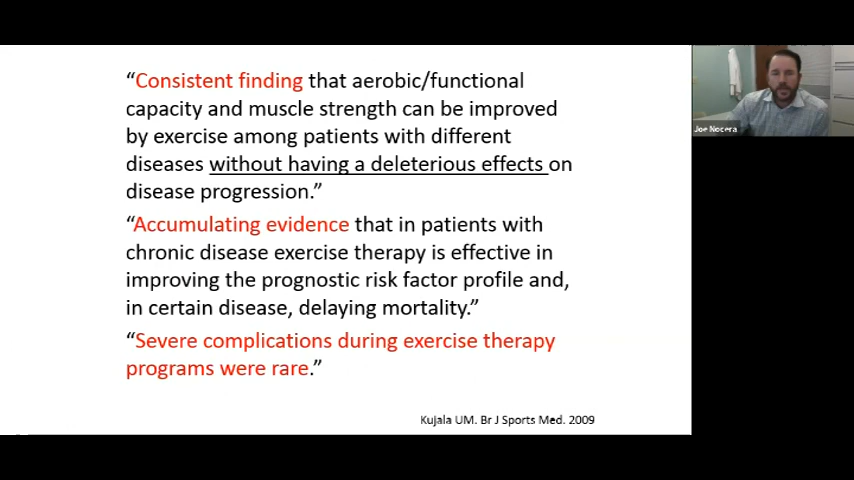 “Consistent finding that aerobic/functional
capacity and muscle strength can be improved
by exercise among patients with different
diseases without having a deleterious effects on
disease progression.”
“Accumulating evidence that in patients with
chronic disease exercise therapy is effective in
improving the prognostic risk factor profile and,
in certain disease, delaying mortality.”
“Severe complications during exercise therapy
programs were rare.”
Kujala UM. Br J Sports Med. 2009
Joe Nocera